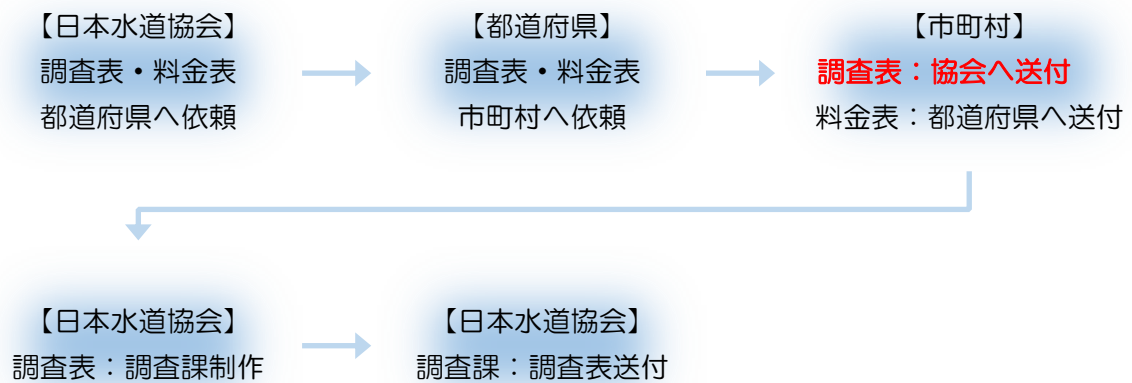 【日本水道協会】
調査表・料金表
都道府県へ依頼
【都道府県】
調査表・料金表
市町村へ依頼
【市町村】
調査表：協会へ送付
料金表：都道府県へ送付
【日本水道協会】
調査表：調査課制作
【日本水道協会】
調査課：調査表送付